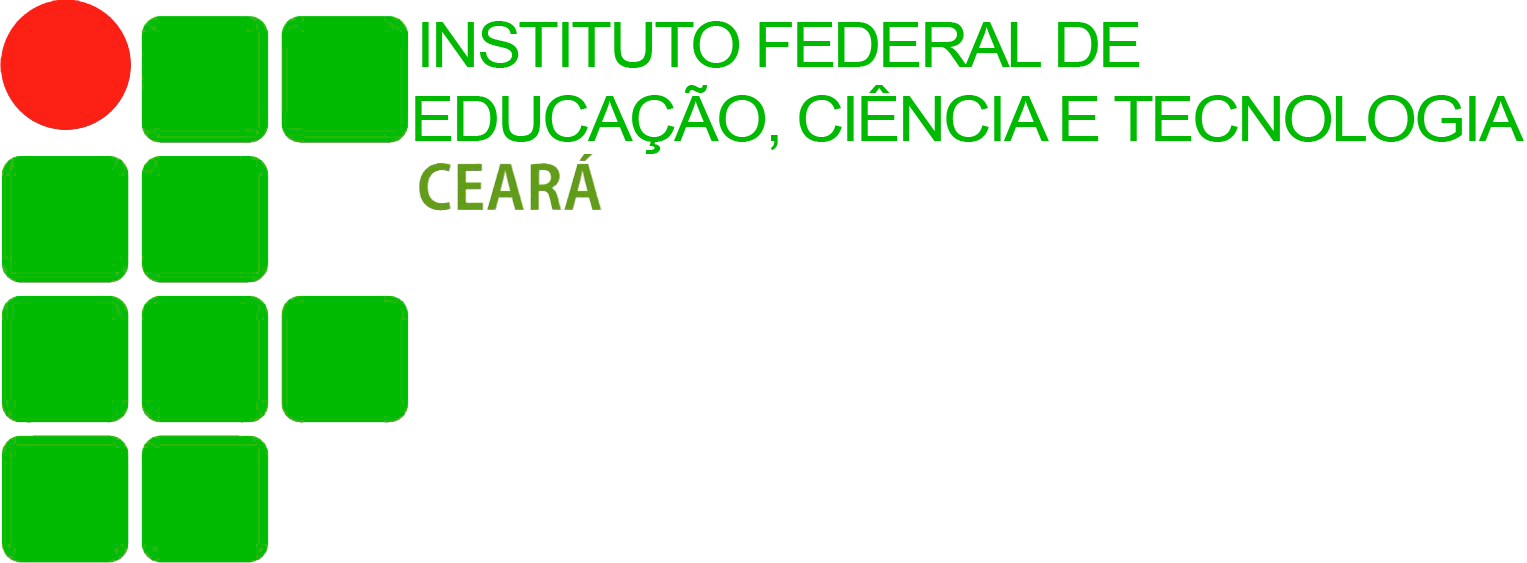 INSTITUTO FEDERAL DE
EDUCAÇÃO, CIÊNCIA E TECNOLOGIA
CEARÁ